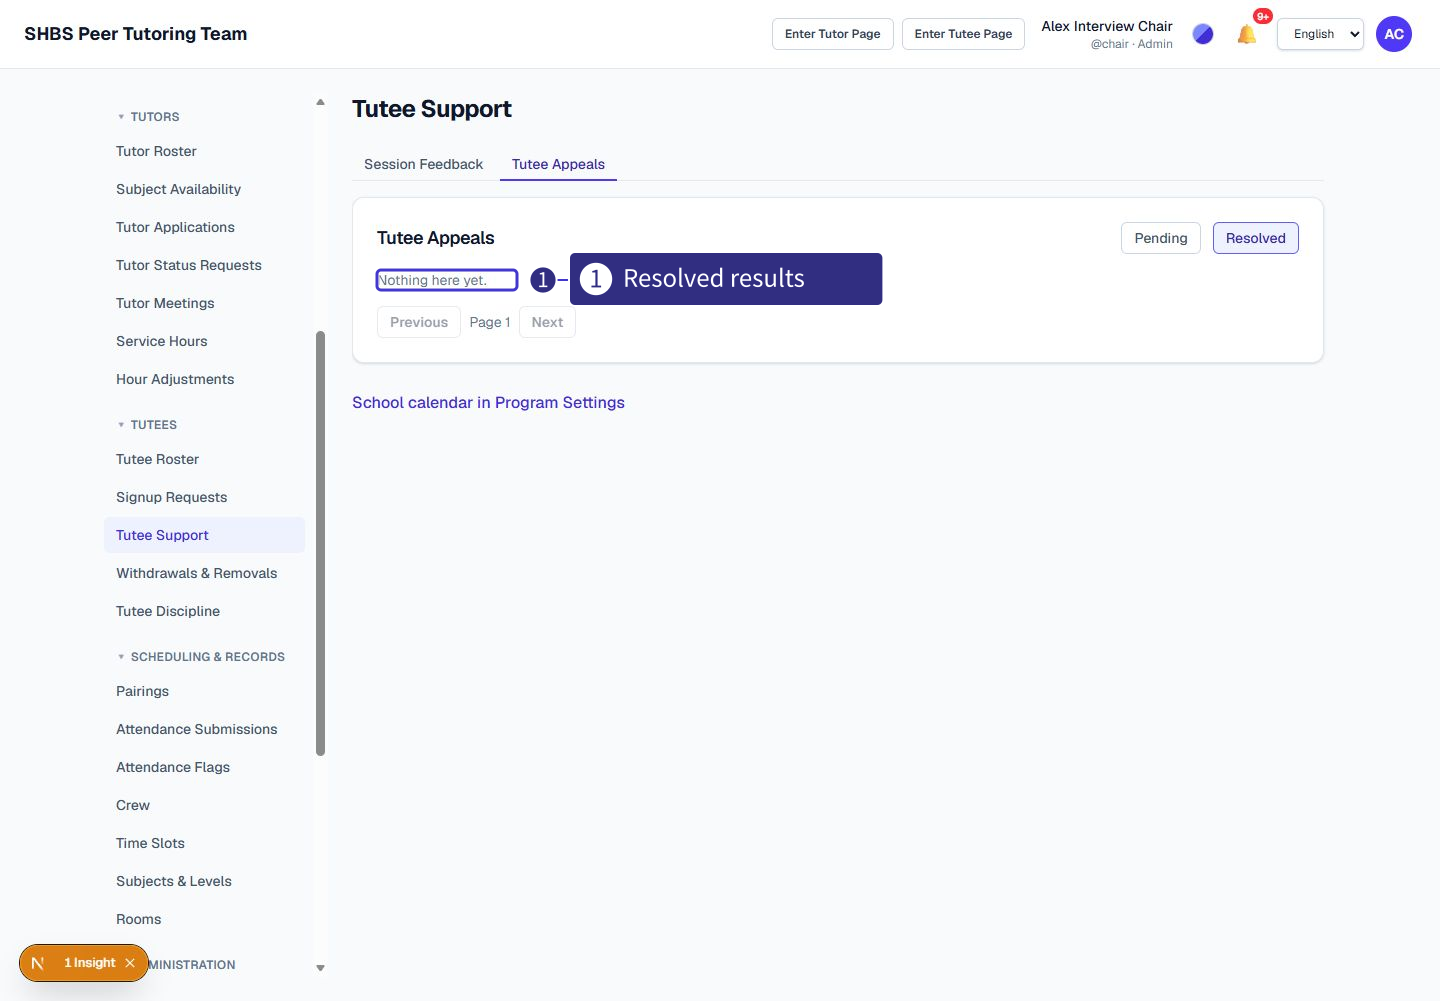 SHBS Peer Tutoring Team
Enter Tutor Page
Enter Tutee Page
Alex Interview Chair
@chair · Admin
9+
English
AC
TUTORS
Tutor Roster
Subject Availability
Tutor Applications
Tutor Status Requests
Tutor Meetings
Service Hours
Hour Adjustments
TUTEES
Tutee Roster
Signup Requests
Tutee Support
Withdrawals & Removals
Tutee Discipline
SCHEDULING & RECORDS
Pairings
Attendance Submissions
Attendance Flags
Crew
Time Slots
Subjects & Levels
Rooms
MINISTRATION
N 1 Insight
Tutee Support
Session Feedback
Tutee Appeals
Tutee Appeals
Pending
Resolved
Nothing here yet.
1
1 Resolved results
Previous
Page 1
Next
School calendar in Program Settings